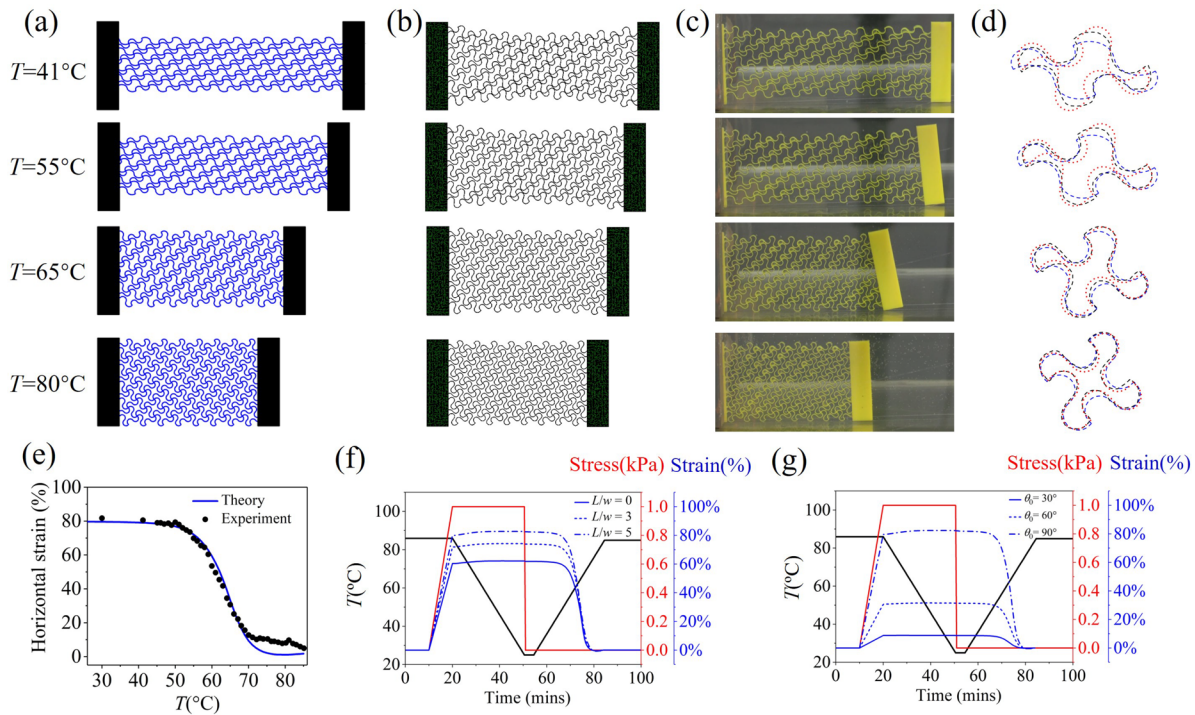 (a)
(b)
(c)
(d)
T=41°C
T=55°C
T=65°C
T=80°C
(e)
Horizontal strain (%)
100
80
60
40
20
0
Theory
Experiment
30 40 50 60 70 80
T(°C)
(f)
Stress(kPa) Strain(%)
T(°C)
100
80
60
40
20
L/w = 0
L/w = 3
L/w = 5
1.0
0.8
0.6
0.4
0.2
0.0
100%
80%
60%
40%
20%
0%
0 20 40 60 80 100
Time (mins)
(g)
Stress(kPa) Strain(%)
T(°C)
100
80
60
40
20
θ₀= 30°
θ₀= 60°
θ₀= 90°
1.0
0.8
0.6
0.4
0.2
0.0
100%
80%
60%
40%
20%
0%
0 20 40 60 80 100
Time (mins)